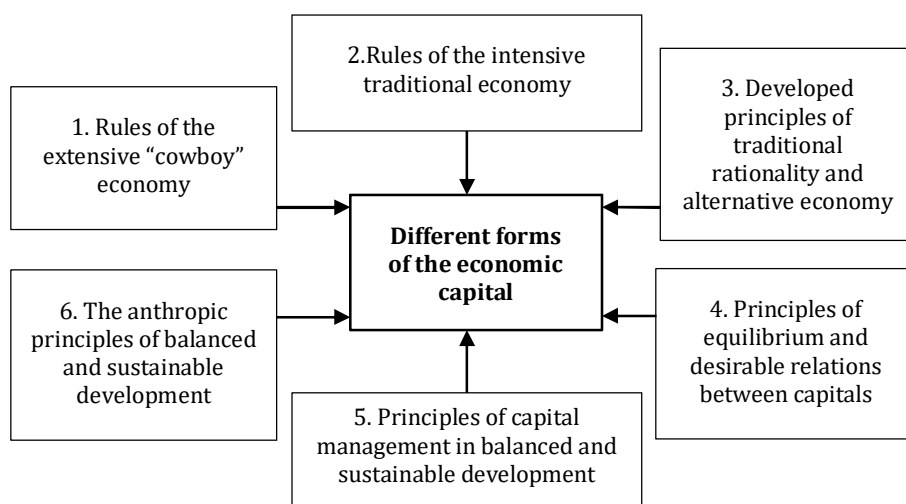 1. Rules of the
extensive “cowboy”
economy
2.Rules of the intensive
traditional economy
3. Developed
principles of
traditional
rationality and
alternative economy
Different forms
of the economic
capital
6. The anthropic
principles of balanced
and sustainable
development
4. Principles of
equilibrium and
desirable relations
between capitals
5. Principles of capital
management in balanced and
sustainable development